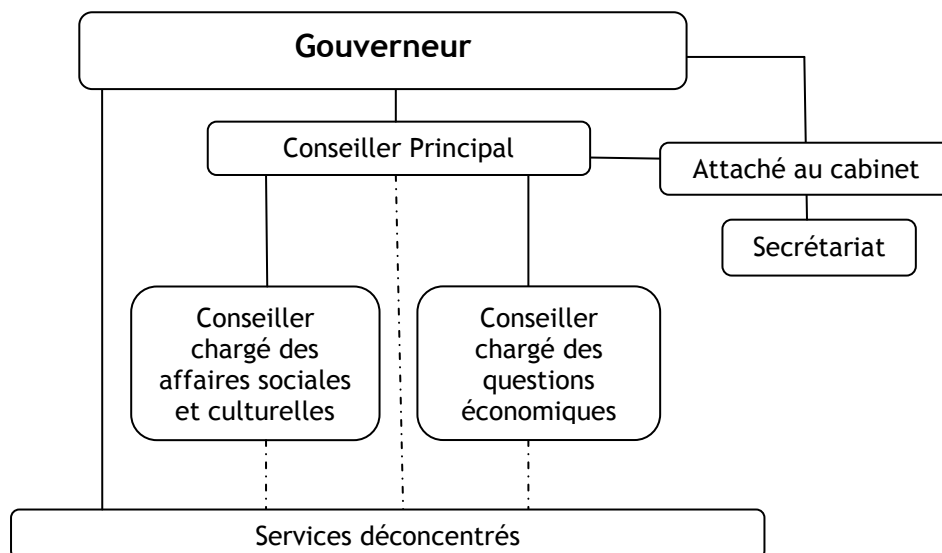 Gouverneur
Conseiller Principal
Attaché au cabinet
Secrétariat
Conseiller
chargé des
affaires sociales
et culturelles
Conseiller
chargé des
questions
économiques
Services déconcentrés